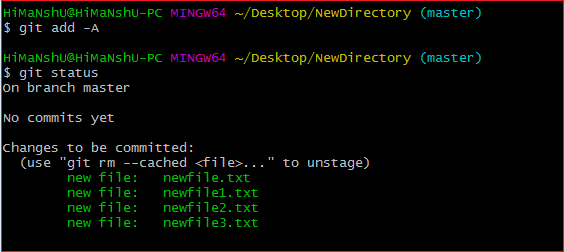 HiMaNshU@HiMaNshU-PC MINGW64 ~/Desktop/NewDirectory (master)
$ git add -A
HiMaNshU@HiMaNshU-PC MINGW64 ~/Desktop/NewDirectory (master)
$ git status
On branch master
No commits yet
Changes to be committed:
(use "git rm --cached <file>..." to unstage)
new file: newfile.txt
new file: newfile1.txt
new file: newfile2.txt
new file: newfile3.txt